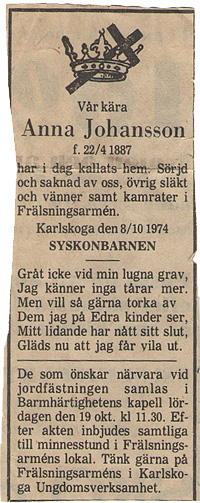 Vår kära
Anna Johansson
f. 22/4 1887
har i dag kallats hem. Sörjd
och saknad av oss, övrig släkt
och vänner samt kamrater i
Frälsningsarmén.
Karlskoga den 8/10 1974
SYSKONBARNEN
Gråt icke vid min lugna grav,
Jag känner inga tårar mer.
Men vill så gärna torka av
Dem jag på Edra kinder ser,
Mitt lidande har nått sitt slut,
Gläds nu att jag får vila ut.
De som önskar närvara vid
jordfästningen samlas i
Barmhärtighetens kapell lör-
dagen den 19 okt. kl 11.30. Ef-
ter akten inbjudes samtliga
till minnesstund i Frälsnings-
arméns lokal. Tänk gärna på
Frälsningsarméns i Karlsko-
ga Ungdomsverksamhet.